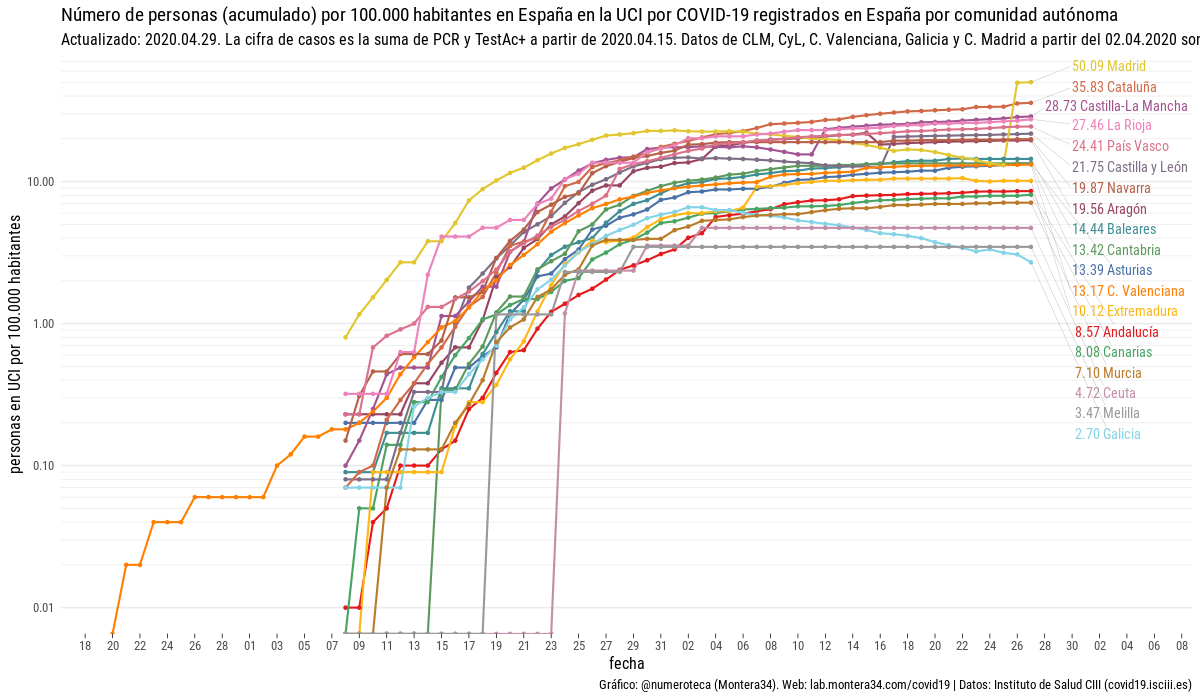 Número de personas (acumulado) por 100.000 habitantes en España en la UCI por COVID-19 registrados en España por comunidad autónoma
Actualizado: 2020.04.29. La cifra de casos es la suma de PCR y TestAc+ a partir de 2020.04.15. Datos de CLM, CyL, C. Valenciana, Galicia y C. Madrid a partir del 02.04.2020 sor
personas en UCI por 100.000 habitantes
10.00
1.00
0.10
0.01
50.09 Madrid
35.83 Cataluña
28.73 Castilla-La Mancha
27.46 La Rioja
24.41 País Vasco
21.75 Castilla y León
19.87 Navarra
19.56 Aragón
14.44 Baleares
13.42 Cantabria
13.39 Asturias
13.17 C. Valenciana
10.12 Extremadura
8.57 Andalucía
8.08 Canarias
7.10 Murcia
4.72 Ceuta
3.47 Melilla
2.70 Galicia
18 20 22 24 26 28 01 03 05 07 09 11 13 15 17 19 21 23 25 27 29 31 02 04 06 08 10 12 14 16 18 20 22 24 26 28 30 02 04 06 08
fecha
Gráfico: @numeroteca (Montera34). Web: lab.montera34.com/covid19 | Datos: Instituto de Salud CIII (covid19.isciii.es)